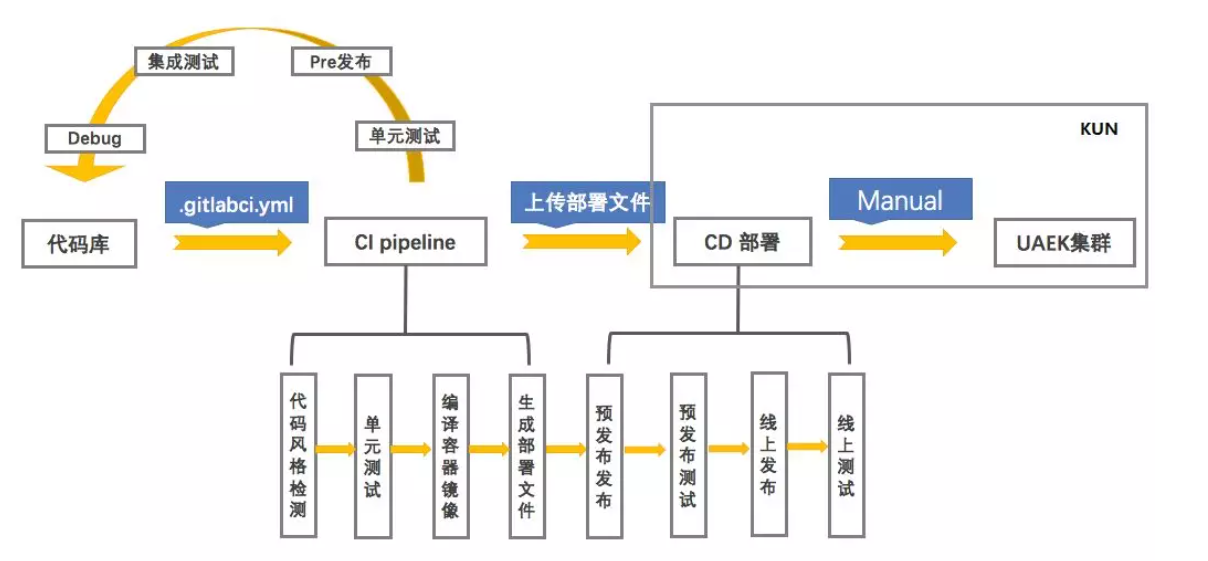 集成测试
Pre发布
Debug
单元测试
KUN
.gitlabci.yml
上传部署文件
Manual
代码库
CI pipeline
CD 部署
UAEK集群
代码风格检测
单元测试
编译容器镜像
生成部署文件
预发布发布
预发布测试
线上发布
线上测试